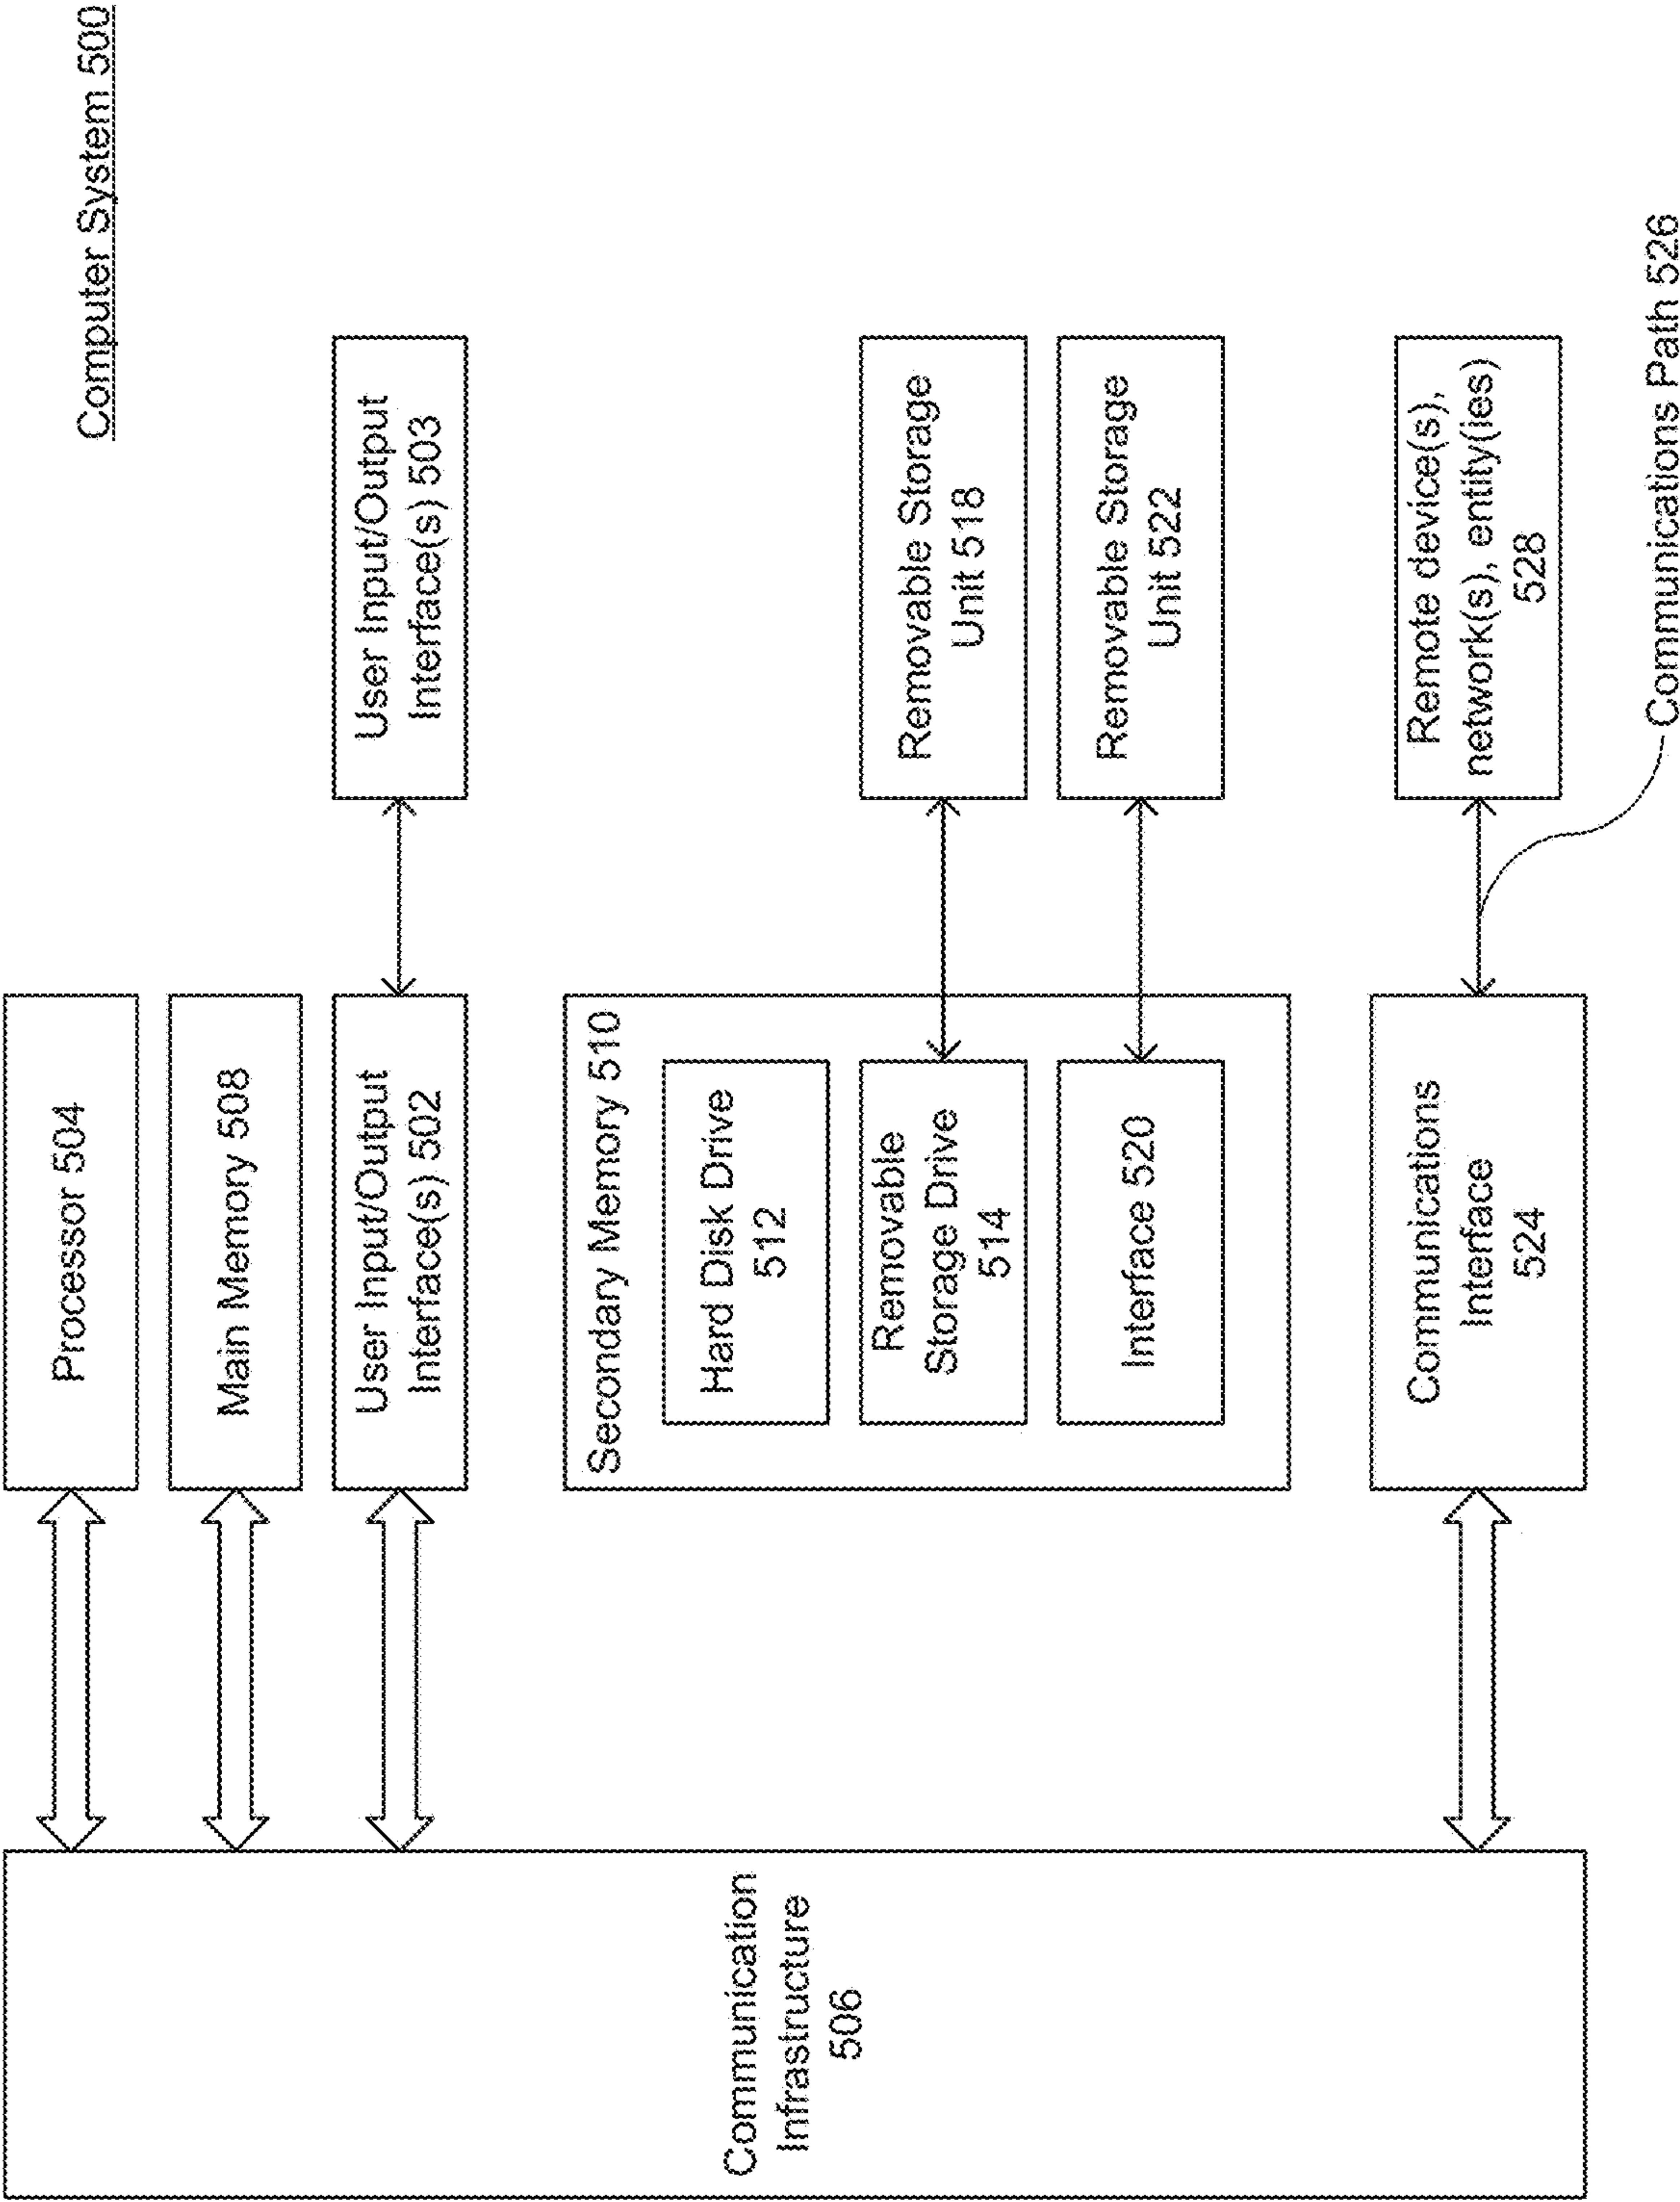 Computer System 500
Processor 504
Main Memory 508
User Input/Output
Interface(s) 502
User Input/Output
Interface(s) 503
Communication
Infrastructure
506
Secondary Memory 510
Hard Disk Drive
512
Removable
Storage Drive
514
Removable Storage
Unit 518
Interface 520
Removable Storage
Unit 522
Communications
Interface
524
Remote device(s),
network(s), entity(ies)
528
Communications Path 526